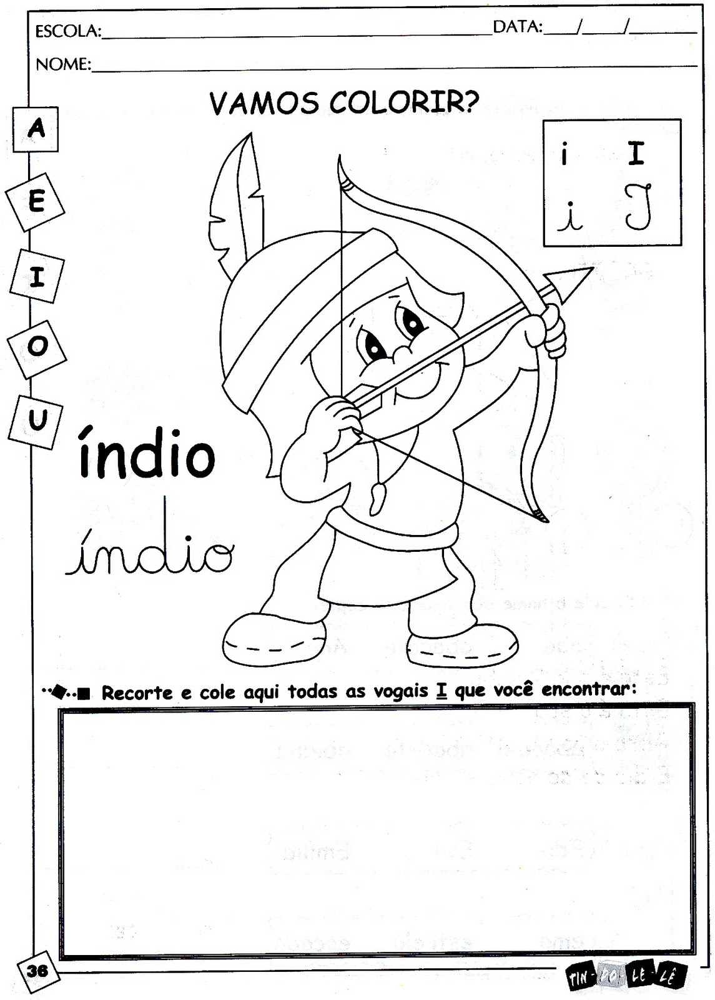 ESCOLA: DATA: / /
NOME:
VAMOS COLORIR?
A
E
I
O
U
i I
i I
índio
índio
Recorte e cole aqui todas as vogais I que você encontrar:
36
TIN-DO-LE-LÊ